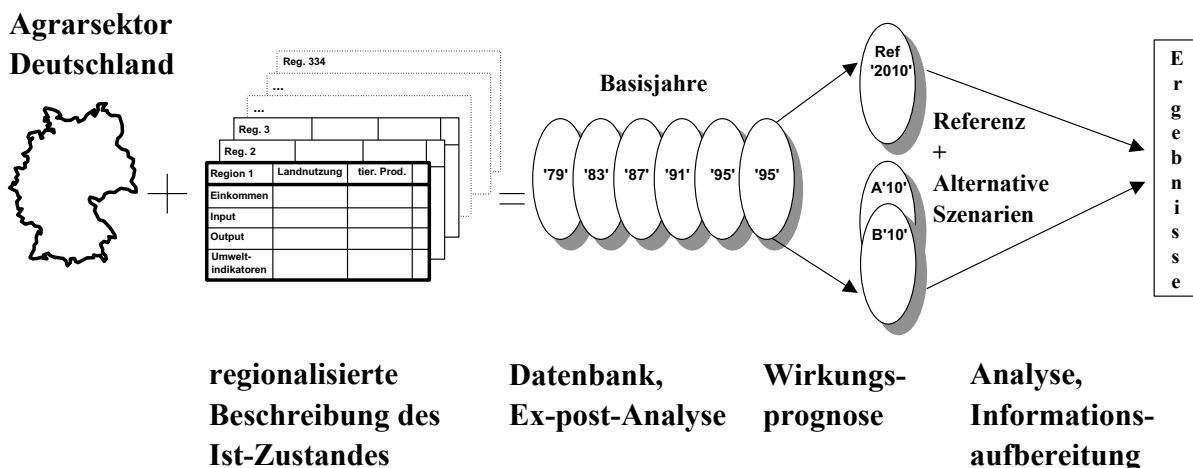 Agrarsektor
Deutschland
Reg. 334
...
...
Reg. 3
Reg. 2
Region 1 Landnutzung tier. Prod.
Einkommen
Input
Output
Umwelt-
indikatoren
+
=
Basisjahre
'79' '83' '87' '91' '95' '95'
Ref
'2010'
A'10'
B'10'
Referenz
+
Alternative
Szenarien
E
r
g
e
b
n
i
s
s
e
regionalisierte
Beschreibung des
Ist-Zustandes
Datenbank,
Ex-post-Analyse
Wirkungs-
prognose
Analyse,
Informations-
aufbereitung